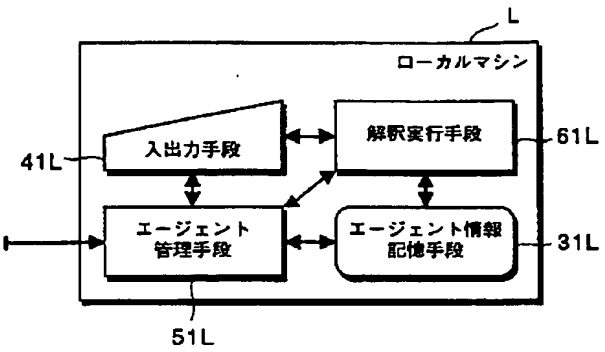 L
ローカルマシン
入出力手段
解釈実行手段
41L
61L
エージェント
管理手段
エージェント情報
記憶手段
31L
51L